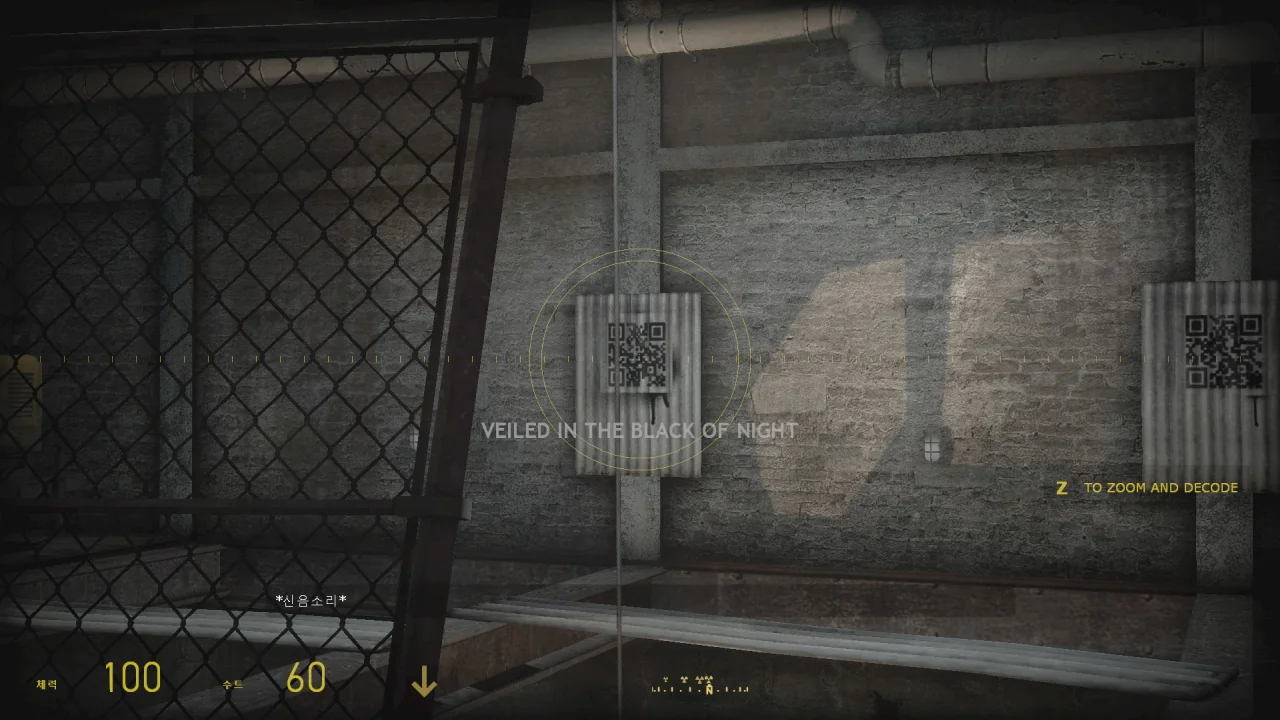 VEILED IN THE BLACK OF NIGHT
Z TO ZOOM AND DECODE
*신음소리*
체력 100 수트 60
N